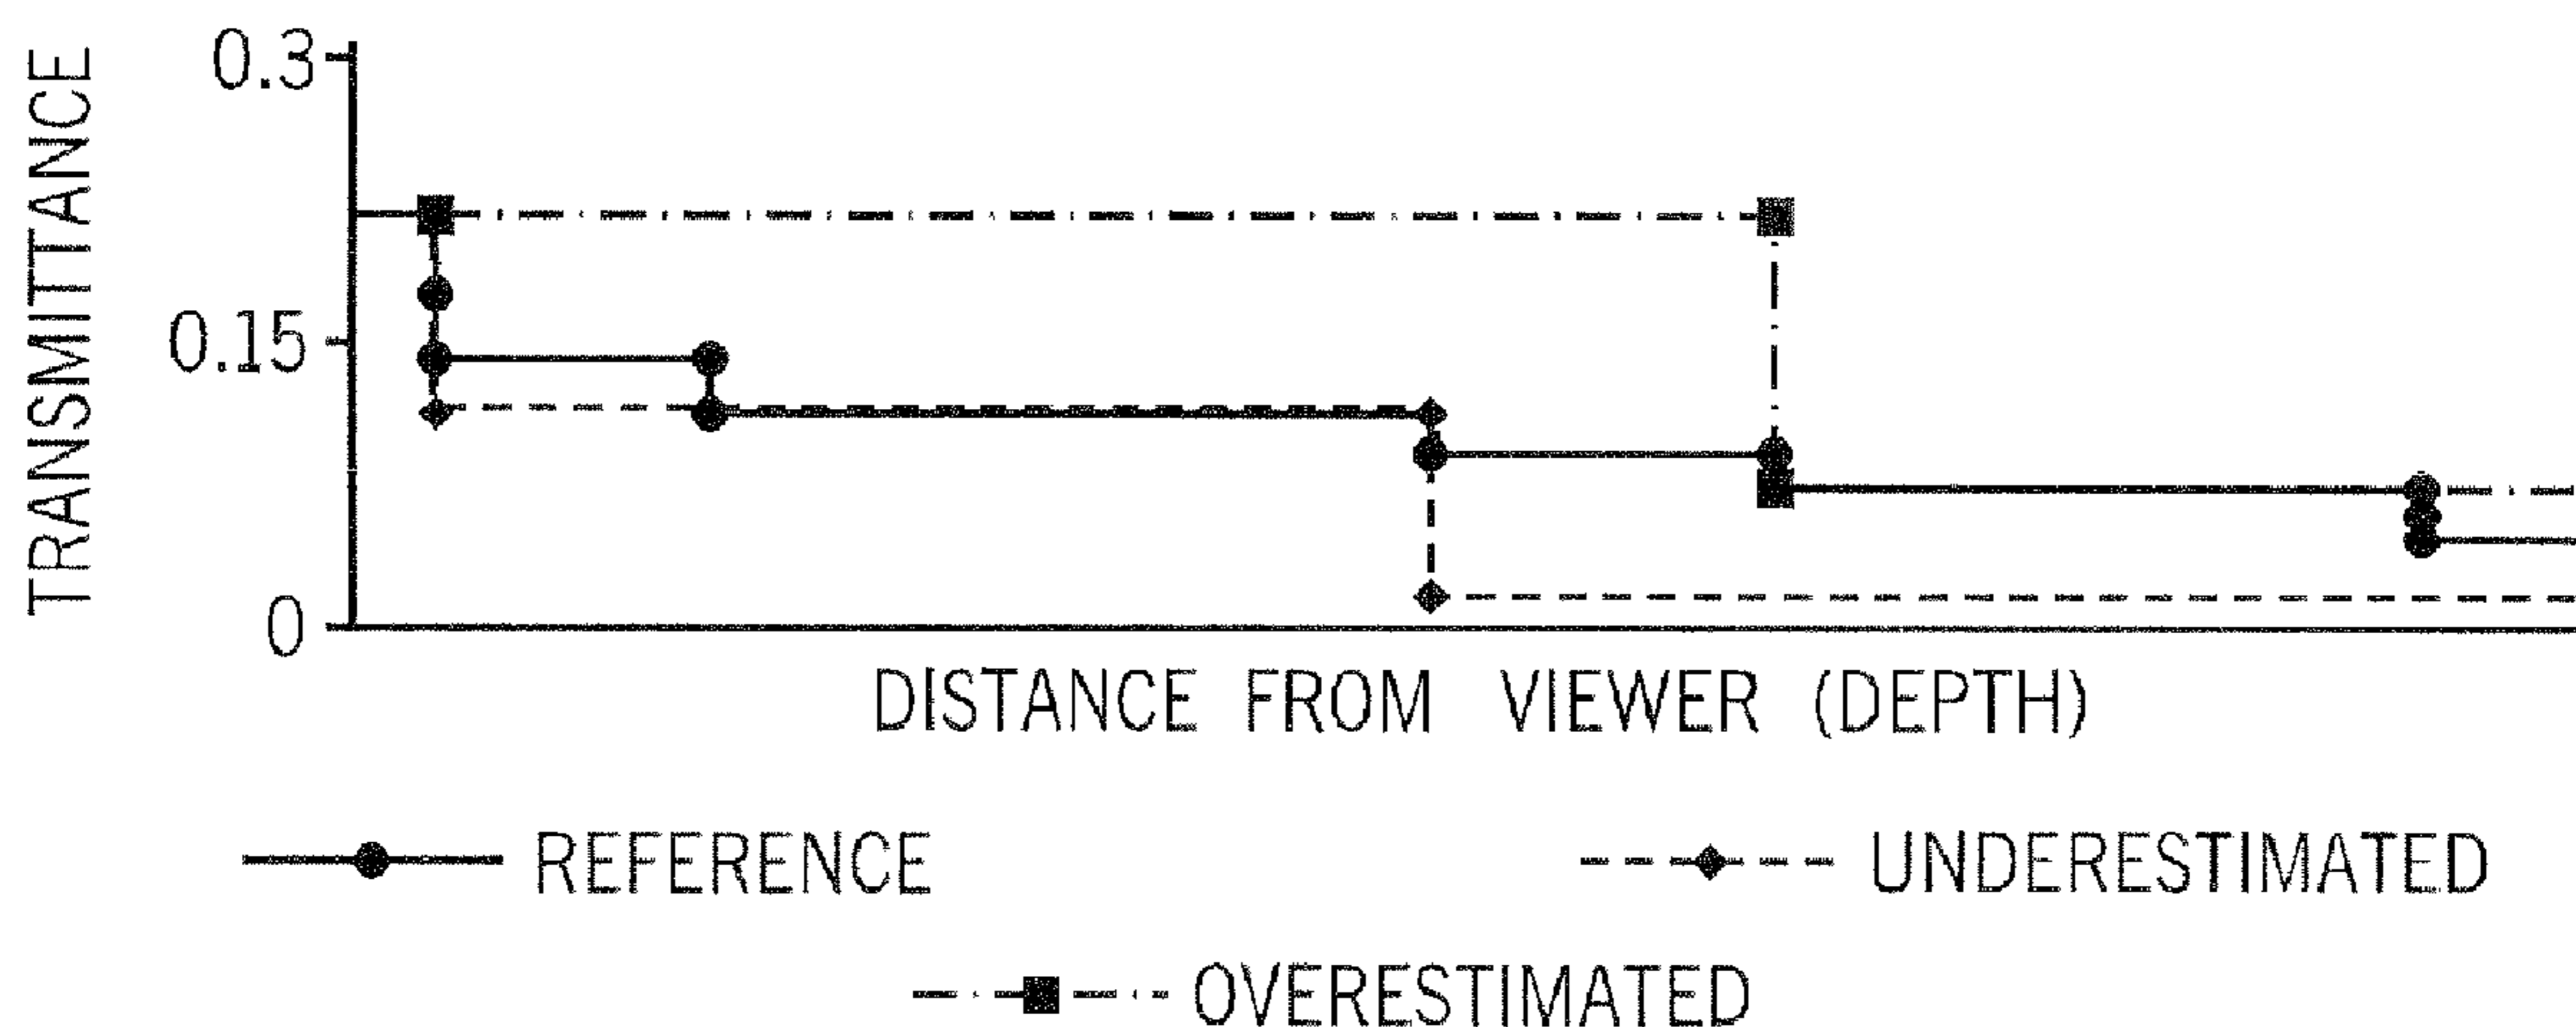 TRANSMITTANCE
0.3
0.15
0
DISTANCE FROM VIEWER (DEPTH)
REFERENCE
UNDERESTIMATED
OVERESTIMATED